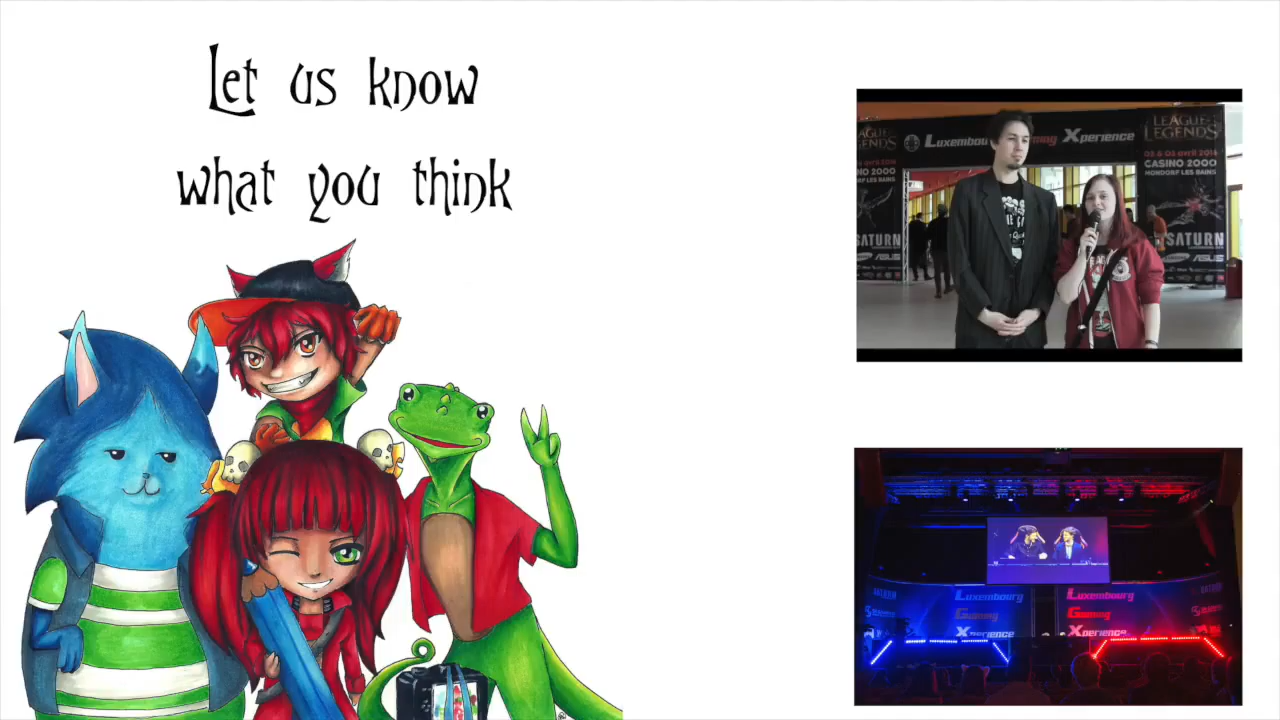 Let us know
what you think
Luxembourg Gaming Xperience
LEAGUE
LEGENDS
CASINO 2000
MONDORF LES BAINS
SATURN
ASUS
SATURN
Luxembourg
Gaming
Xperience
Luxembourg
Gaming
Xperience